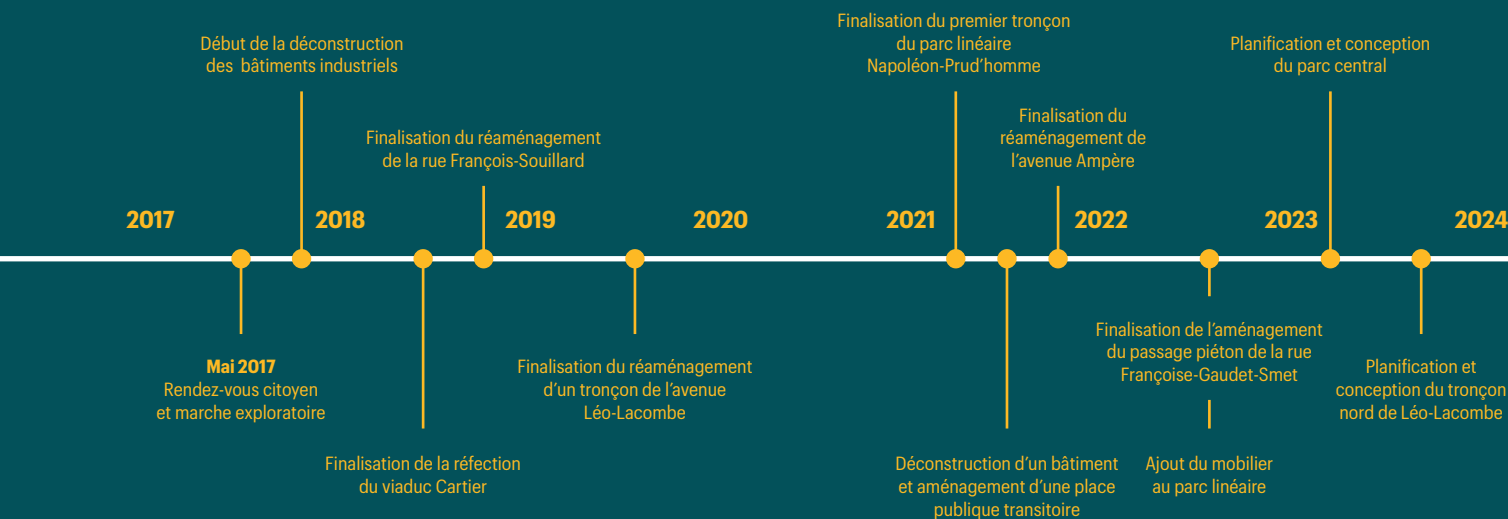 Début de la déconstruction
des bâtiments industriels
Finalisation du premier tronçon
du parc linéaire
Napoléon-Prud'homme
Planification et conception
du parc central
Finalisation du réaménagement
de la rue François-Souillard
Finalisation du
réaménagement de
l'avenue Ampère
2017
2018
2019
2020
2021
2022
2023
2024
Mai 2017
Rendez-vous citoyen
et marche exploratoire
Finalisation de la réfection
du viaduc Cartier
Finalisation du réaménagement
d'un tronçon de l'avenue
Léo-Lacombe
Déconstruction d'un bâtiment
et aménagement d'une place
publique transitoire
Finalisation de l'aménagement
du passage piéton de la rue
Françoise-Gaudet-Smet
Ajout du mobilier
au parc linéaire
Planification et
conception du tronçon
nord de Léo-Lacombe